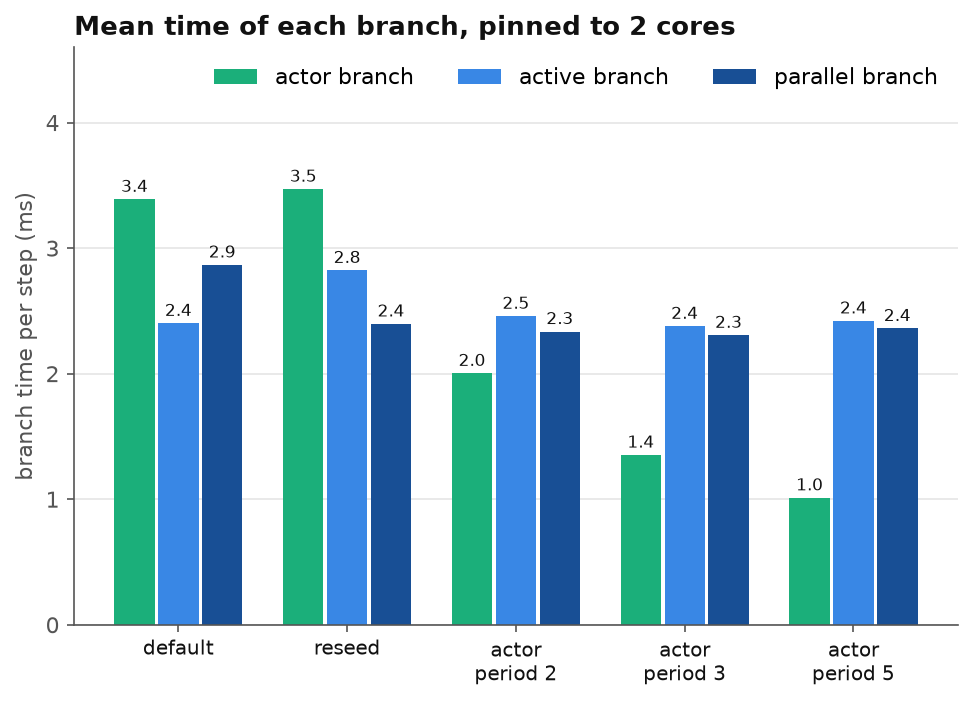 Mean time of each branch, pinned to 2 cores
actor branch
active branch
parallel branch
branch time per step (ms)
4
3
2
1
0
3.4
2.4
2.9
3.5
2.8
2.4
2.0
2.5
2.3
1.4
2.4
2.3
1.0
2.4
2.4
default
reseed
actor
period 2
actor
period 3
actor
period 5